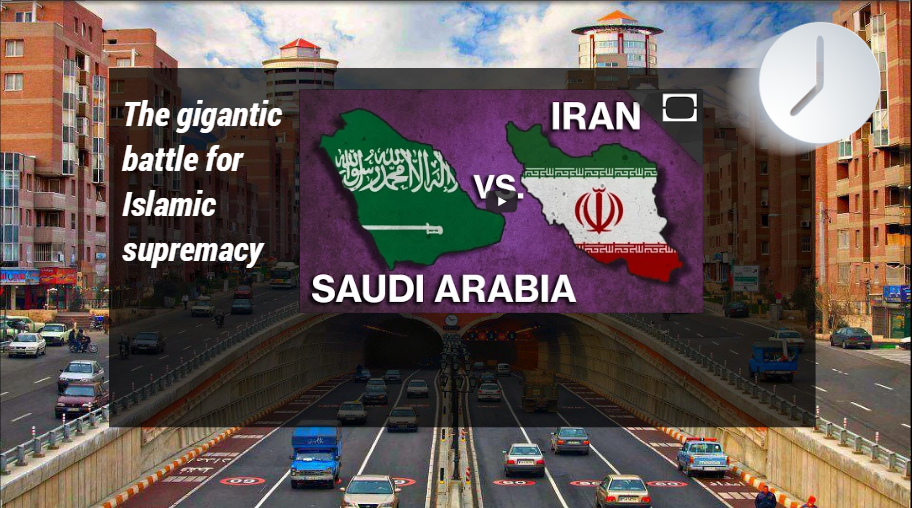 The gigantic
battle for
Islamic
supremacy
IRAN
لا إله إلا الله محمد رسول الله
VS.
SAUDI ARABIA